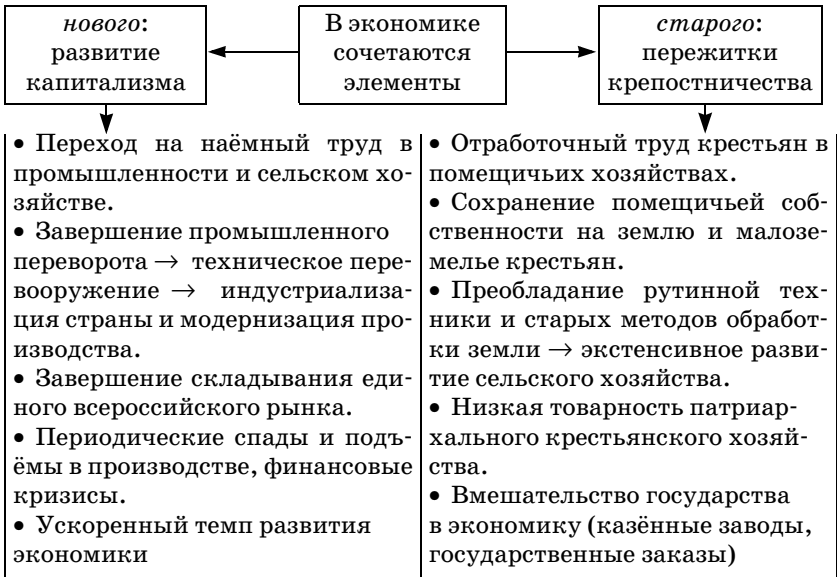 нового:
развитие
капитализма
В экономике
сочетаются
элементы
старого:
пережитки
крепостничества
• Переход на наёмный труд в
промышленности и сельском хо-
зяйстве.
• Завершение промышленного
переворота → техническое пере-
вооружение → индустриализа-
ция страны и модернизация про-
изводства.
• Завершение складывания еди-
ного всероссийского рынка.
• Периодические спады и подъ-
ёмы в производстве, финансовые
кризисы.
• Ускоренный темп развития
экономики
• Отработочный труд крестьян в
помещичьих хозяйствах.
• Сохранение помещичьей соб-
ственности на землю и малозе-
мелье крестьян.
• Преобладание рутинной тех-
ники и старых методов обработ-
ки земли → экстенсивное разви-
тие сельского хозяйства.
• Низкая товарность патриар-
хального крестьянского хозяй-
ства.
• Вмешательство государства
в экономику (казённые заводы,
государственные заказы)